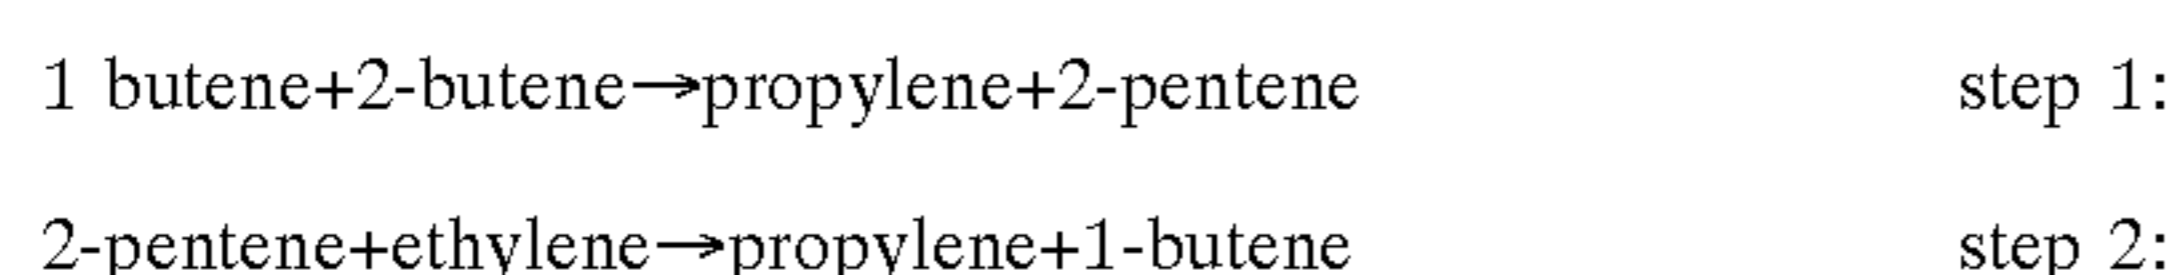 1 butene+2-butene→propylene+2-pentene step 1:
2-pentene+ethylene→propylene+1-butene step 2: